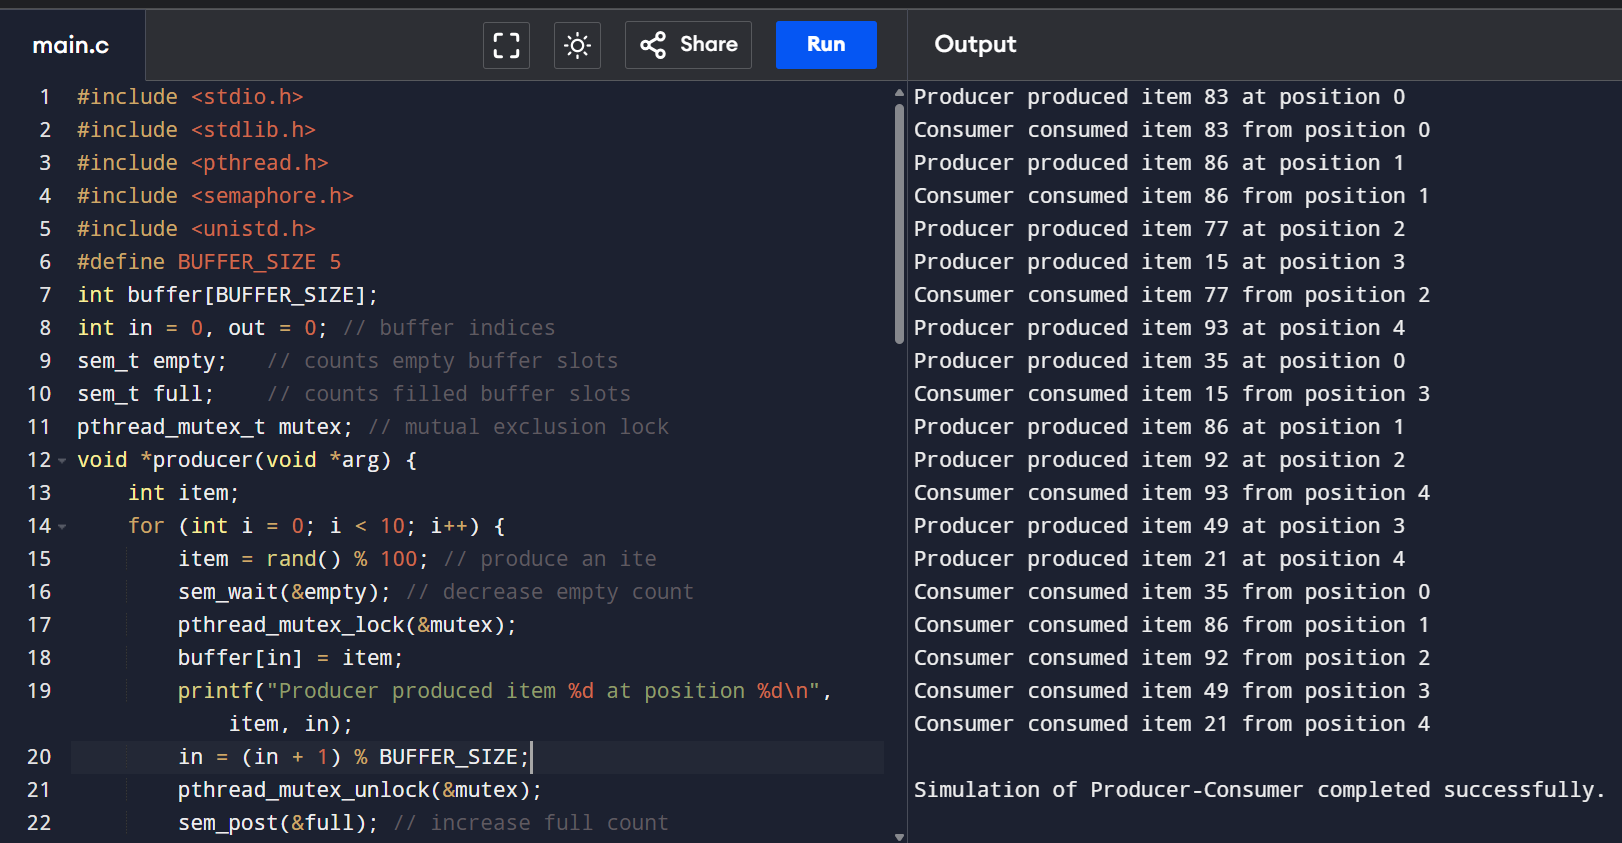 main.c
Share
Run
Output
1 #include <stdio.h>
2 #include <stdlib.h>
3 #include <pthread.h>
4 #include <semaphore.h>
5 #include <unistd.h>
6 #define BUFFER_SIZE 5
7 int buffer[BUFFER_SIZE];
8 int in = 0, out = 0; // buffer indices
9 sem_t empty;   // counts empty buffer slots
10 sem_t full;    // counts filled buffer slots
11 pthread_mutex_t mutex; // mutual exclusion lock
12 void *producer(void *arg) {
13     int item;
14     for (int i = 0; i < 10; i++) {
15         item = rand() % 100; // produce an ite
16         sem_wait(&empty); // decrease empty count
17         pthread_mutex_lock(&mutex);
18         buffer[in] = item;
19         printf("Producer produced item %d at position %d\n",
            item, in);
20         in = (in + 1) % BUFFER_SIZE;
21         pthread_mutex_unlock(&mutex);
22         sem_post(&full); // increase full count
Producer produced item 83 at position 0
Consumer consumed item 83 from position 0
Producer produced item 86 at position 1
Consumer consumed item 86 from position 1
Producer produced item 77 at position 2
Producer produced item 15 at position 3
Consumer consumed item 77 from position 2
Producer produced item 93 at position 4
Producer produced item 35 at position 0
Consumer consumed item 15 from position 3
Producer produced item 86 at position 1
Producer produced item 92 at position 2
Consumer consumed item 93 from position 4
Producer produced item 49 at position 3
Producer produced item 21 at position 4
Consumer consumed item 35 from position 0
Consumer consumed item 86 from position 1
Consumer consumed item 92 from position 2
Consumer consumed item 49 from position 3
Consumer consumed item 21 from position 4
Simulation of Producer-Consumer completed successfully.